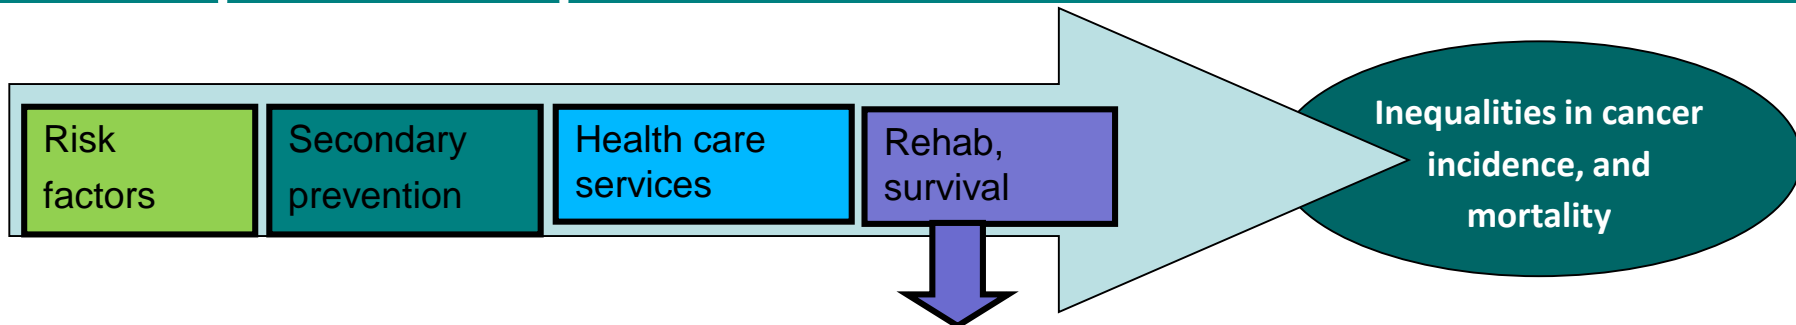 Risk
factors
Secondary
prevention
Health care
services
Rehab,
survival
Inequalities in cancer
incidence, and
mortality